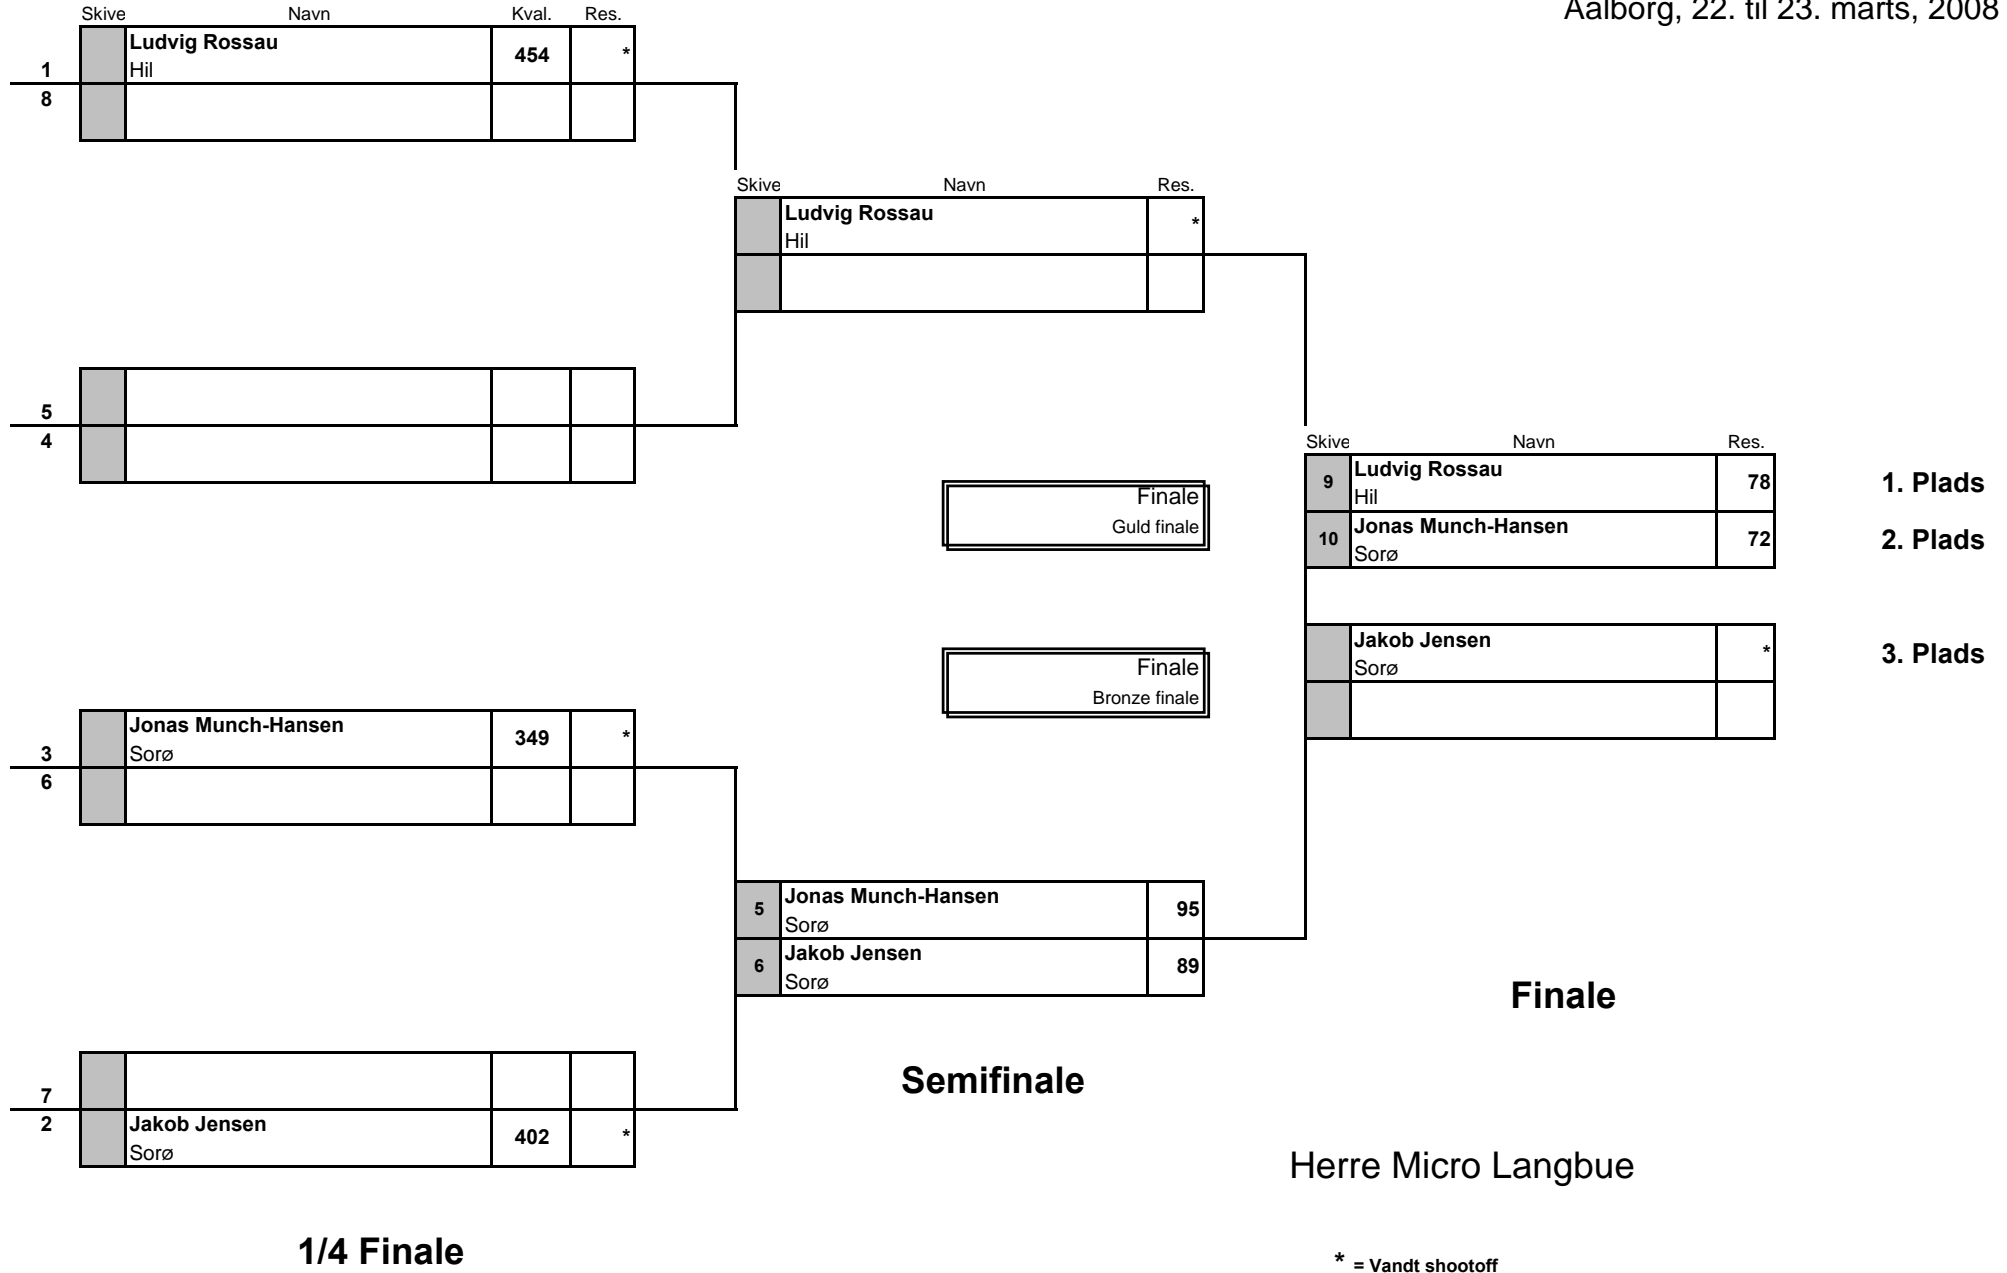 Aalborg, 22. til 23. marts, 2008
Skive Navn Kval. Res.
1 Ludvig Rossau 454 *
Hil
8
Skive Navn Res.
Ludvig Rossau *
Hil
5
4
Skive Navn Res.
9 Ludvig Rossau 78 1. Plads
Hil
10 Jonas Munch-Hansen 72 2. Plads
Sorø
Finale
Guld finale
Jakob Jensen * 3. Plads
Sorø
Finale
Bronze finale
3 Jonas Munch-Hansen 349 *
Sorø
6
5 Jonas Munch-Hansen 95
Sorø
6 Jakob Jensen 89
Sorø
Finale
Semifinale
7
2 Jakob Jensen 402 *
Sorø
Herre Micro Langbue
1/4 Finale
* = Vandt shootoff